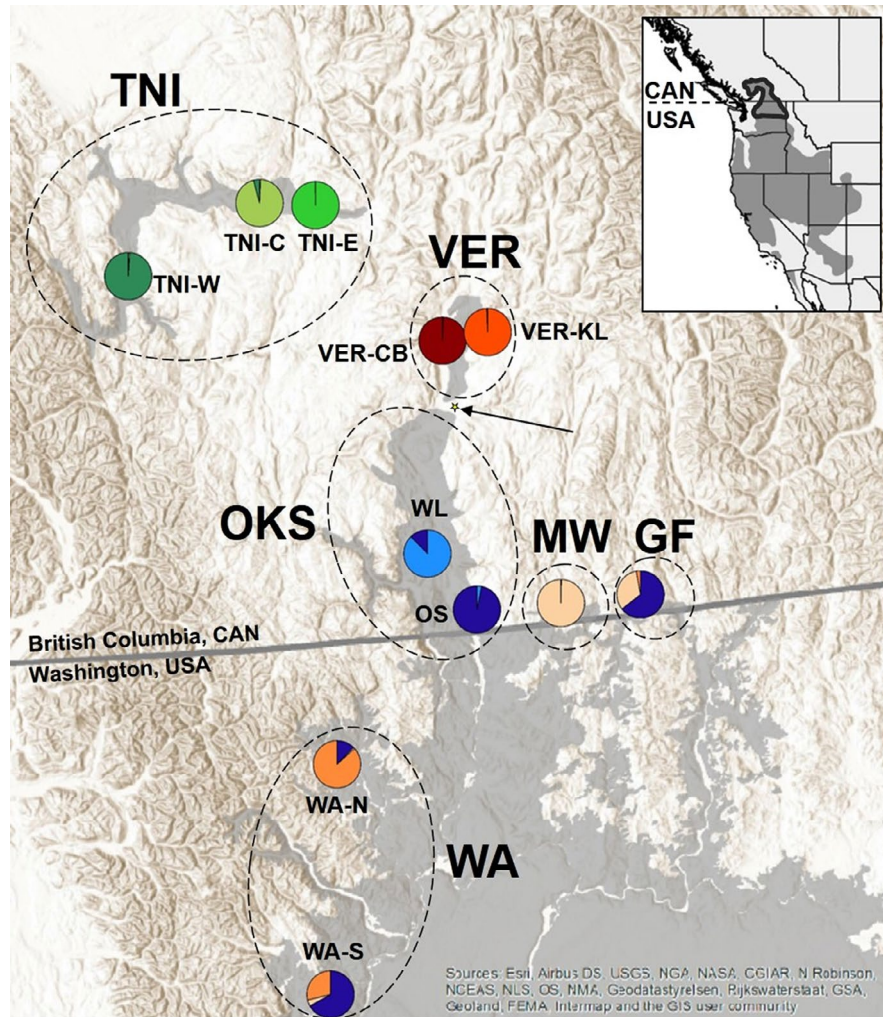 TNI
CAN
USA
TNI-C
TNI-E
VER
TNI-W
VER-CB
VER-KL
WL
OKS
MW
GF
OS
British Columbia, CAN
Washington, USA
WA-N
WA
WA-S
Sources: Esri, Airbus DS, USGS, NGA, NASA, CGIAR, N Robinson,
NCEAS, NLS, OS, NMA, Geodatastyrelsen, Rijkswaterstaat, GSA,
Geoland, FEMA, Intermap and the GIS user community